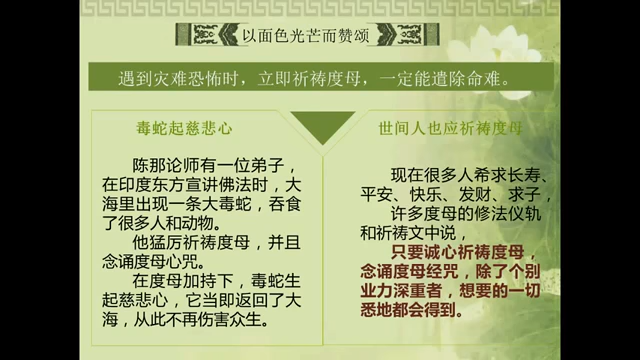 以面色光芒而赞颂
遇到灾难恐怖时，立即祈祷度母，一定能遣除命难。
毒蛇起慈悲心
陈那论师有一位弟子，
在印度东方宣讲佛法时，大
海里出现一条大毒蛇，吞食
了很多人和动物。
他猛厉祈祷度母，并且
念诵度母心咒。
在度母加持下，毒蛇生
起慈悲心，它当即返回了大
海，从此不再伤害众生。
世间人也应祈祷度母
现在很多人希求长寿、
平安、快乐、发财、求子，
许多度母的修法仪轨
和祈祷文中说，
只要诚心祈祷度母，
念诵度母经咒，除了个别
业力深重者，想要的一切
悉地都会得到。